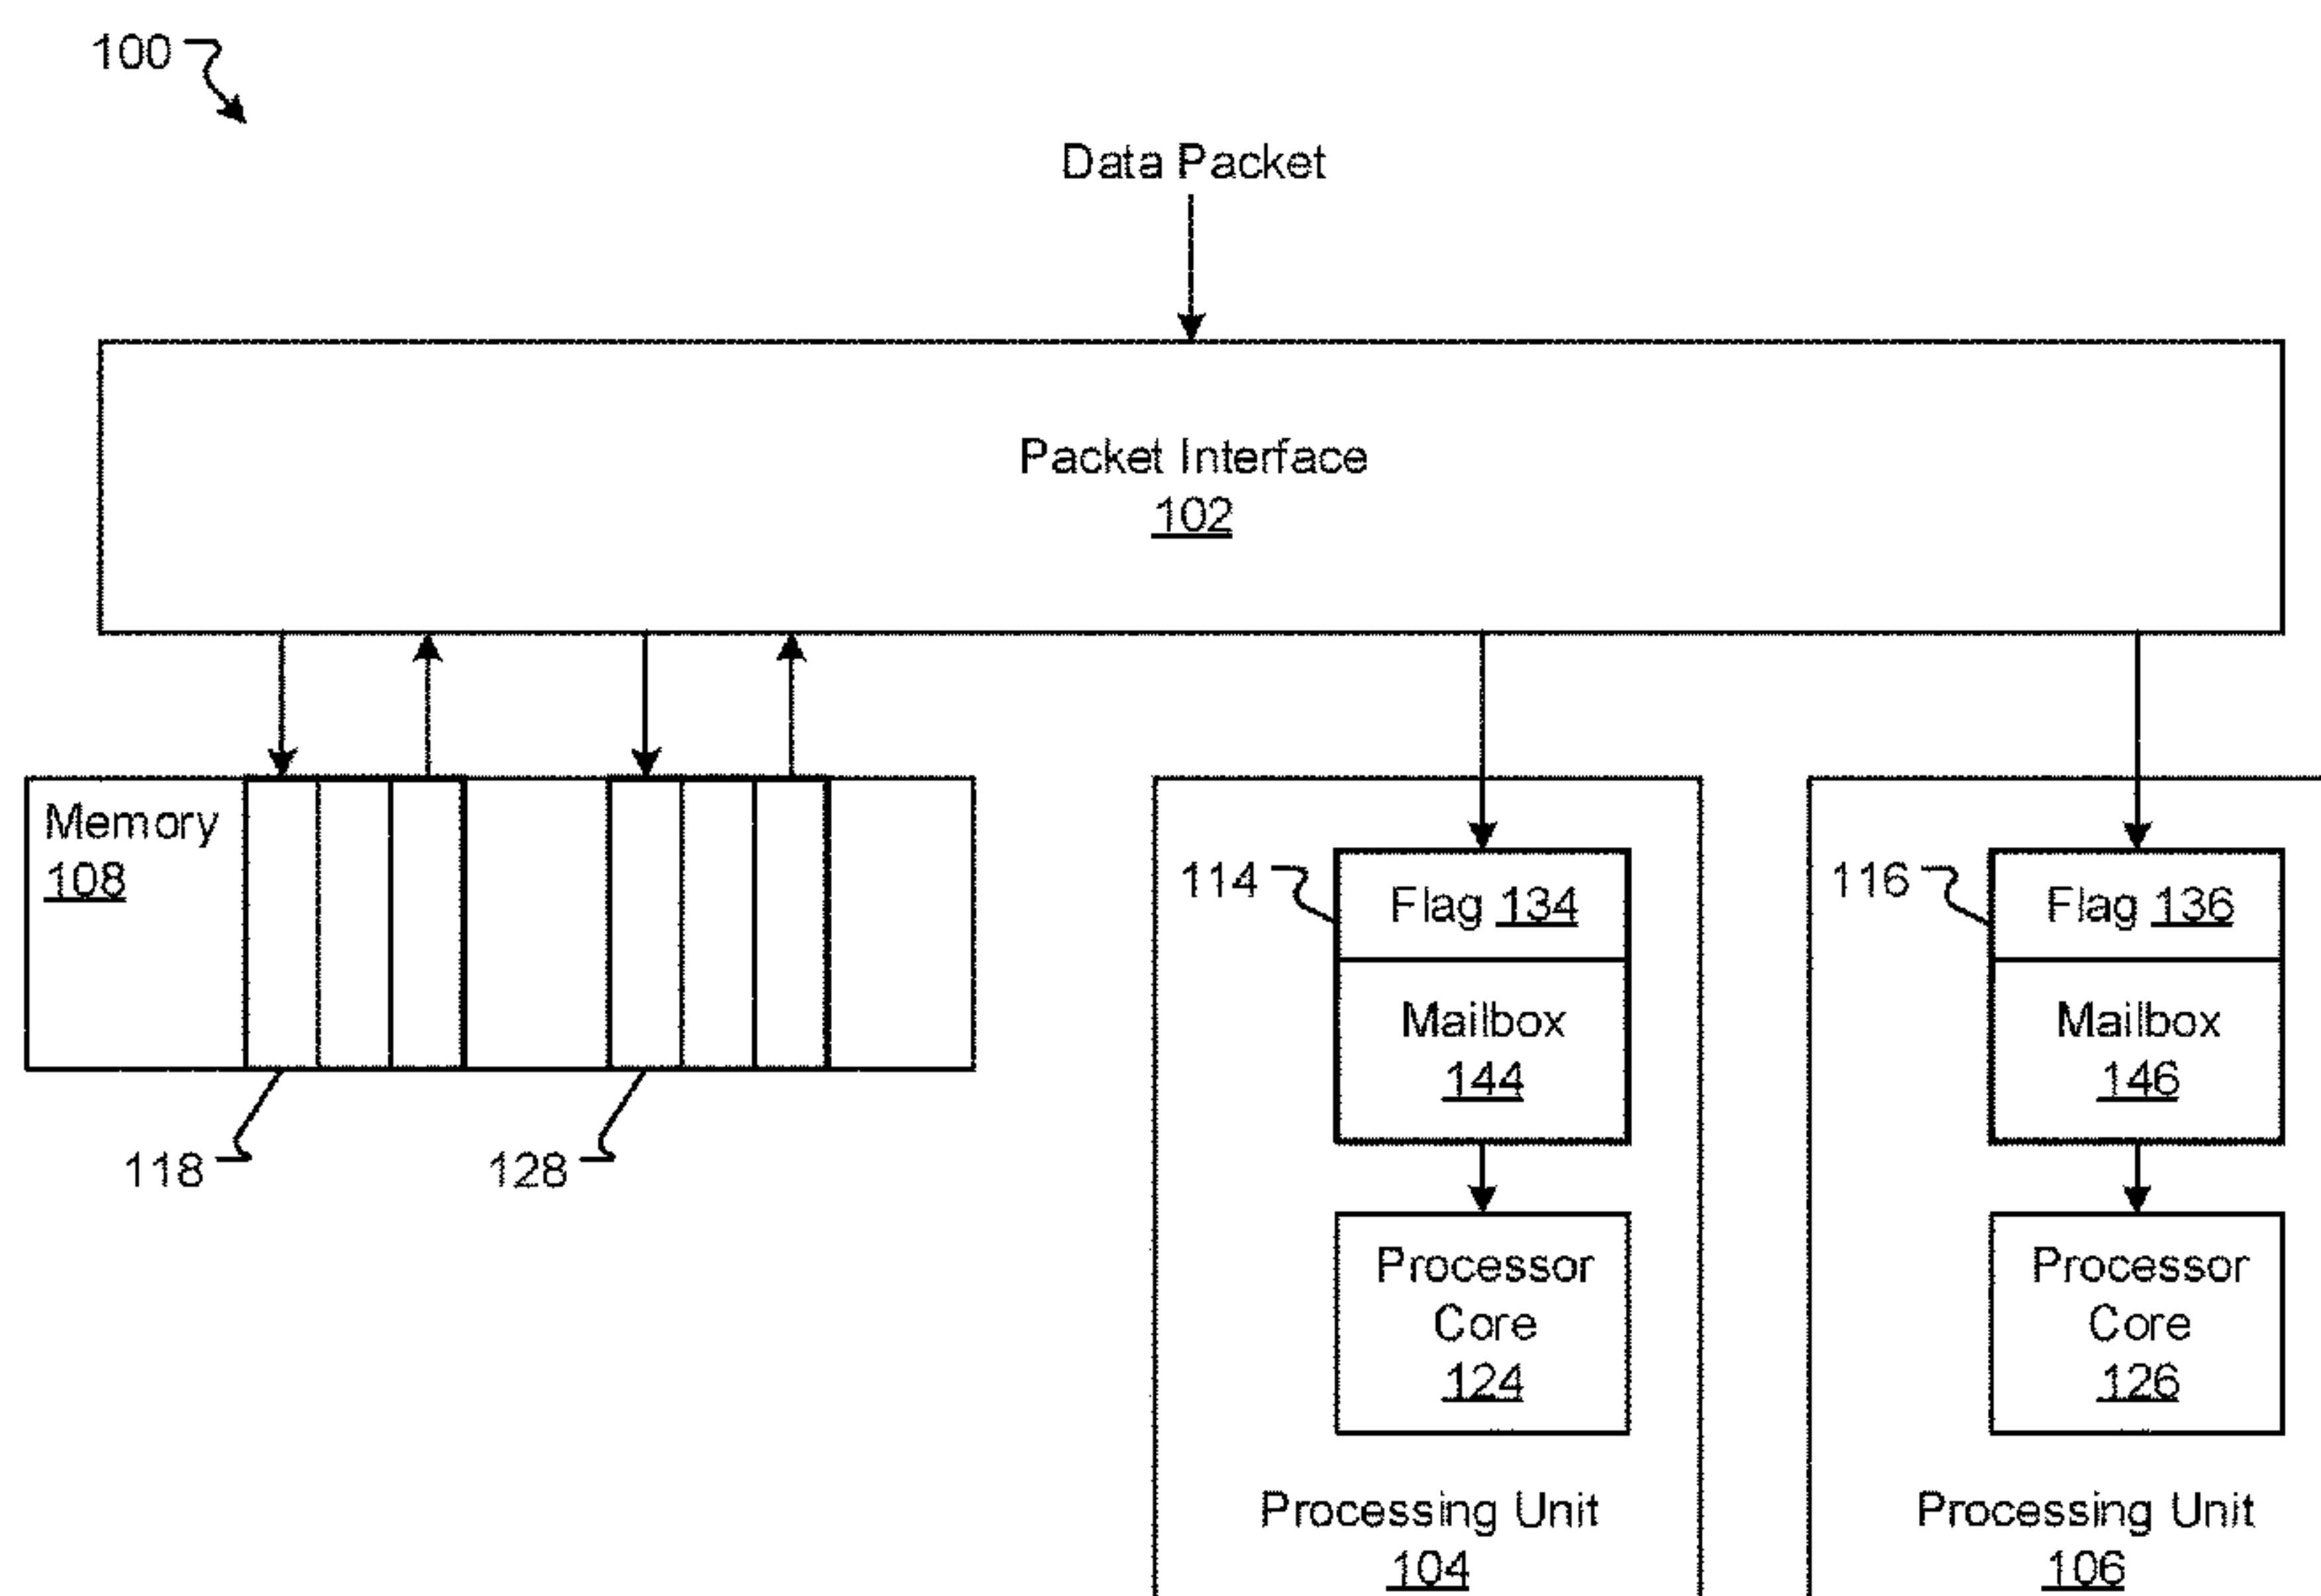 100
Data Packet
Packet Interface
102
Memory
108
118
128
114
Flag 134
Mailbox
144
Processor
Core
124
Processing Unit
104
116
Flag 136
Mailbox
146
Processor
Core
126
Processing Unit
106